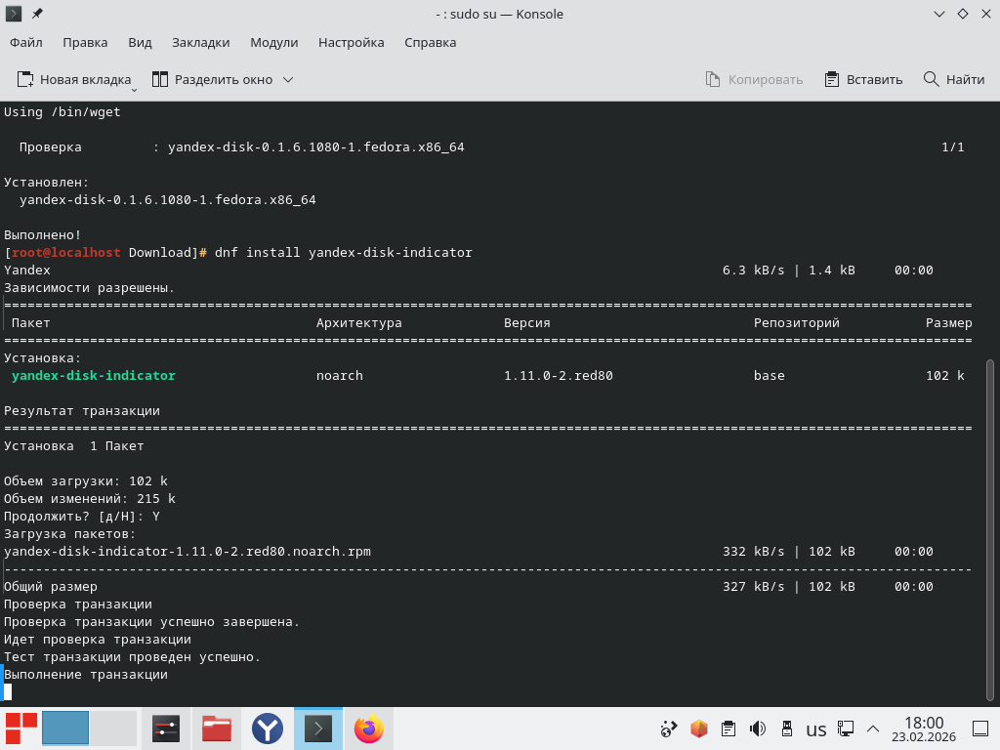 - : sudo su — Konsole
Файл Правка Вид Закладки Модули Настройка Справка
Новая вкладка Разделить окно Копировать Вставить Найти
Using /bin/wget
Проверка : yandex-disk-0.1.6.1080-1.fedora.x86_64 1/1
Установлен:
yandex-disk-0.1.6.1080-1.fedora.x86_64
Выполнено!
[root@localhost Download]# dnf install yandex-disk-indicator
Yandex 6.3 kB/s | 1.4 kB 00:00
Зависимости разрешены.
Пакет Архитектура Версия Репозиторий Размер
Установка:
yandex-disk-indicator noarch 1.11.0-2.red80 base 102 k
Результат транзакции
Установка 1 Пакет
Объем загрузки: 102 k
Объем изменений: 215 k
Продолжить? [д/Н]: Y
Загрузка пакетов:
yandex-disk-indicator-1.11.0-2.red80.noarch.rpm 332 kB/s | 102 kB 00:00
Общий размер 327 kB/s | 102 kB 00:00
Проверка транзакции
Проверка транзакции успешно завершена.
Идет проверка транзакции
Тест транзакции проведен успешно.
Выполнение транзакции
us 18:00
23.02.2026